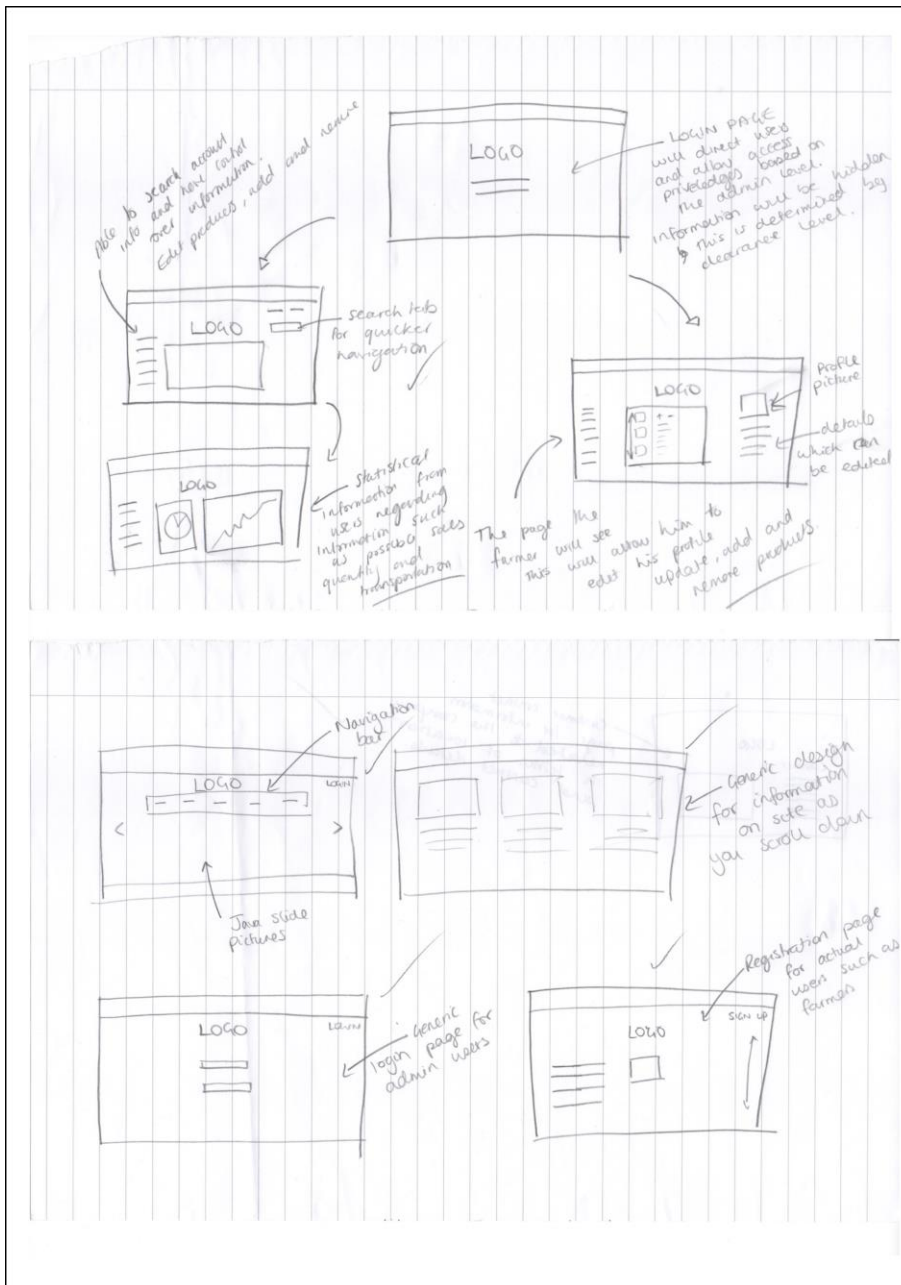 Able to search account
info and have control
over information.
Edit produces, add and remove
LOGO
LOGIN PAGE
will direct users
and allow access
priveledges based on
the admin level.
information will be hidden
this is determined by
clearance level.
LOGO
search tab
for quicker
navigation
LOGO
Profile
picture
details
which can
be edited
LOGO
Statistical
information from
users regarding
information such
as possible sales
quantity and
transportation
The page the
farmer will see
This will allow him to
edit his profile
update, add and
remove products.
Navigation
bar
LOGO
LOGIN
<
>
Java slide
pictures
Generic design
for information
on site as
you scroll down
LOGO
LOGIN
Generic
login page for
admin users
Registration page
for actual
users such as
farmers
SIGN UP
LOGO